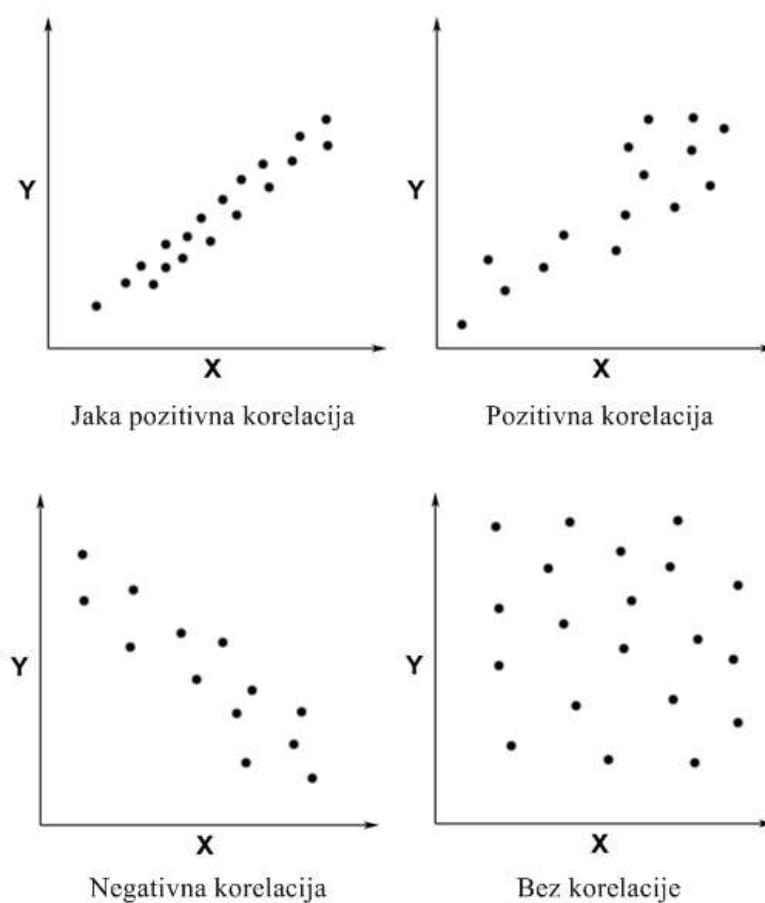 Y
X
Jaka pozitivna korelacija
Y
X
Pozitivna korelacija
Y
X
Negativna korelacija
Y
X
Bez korelacije